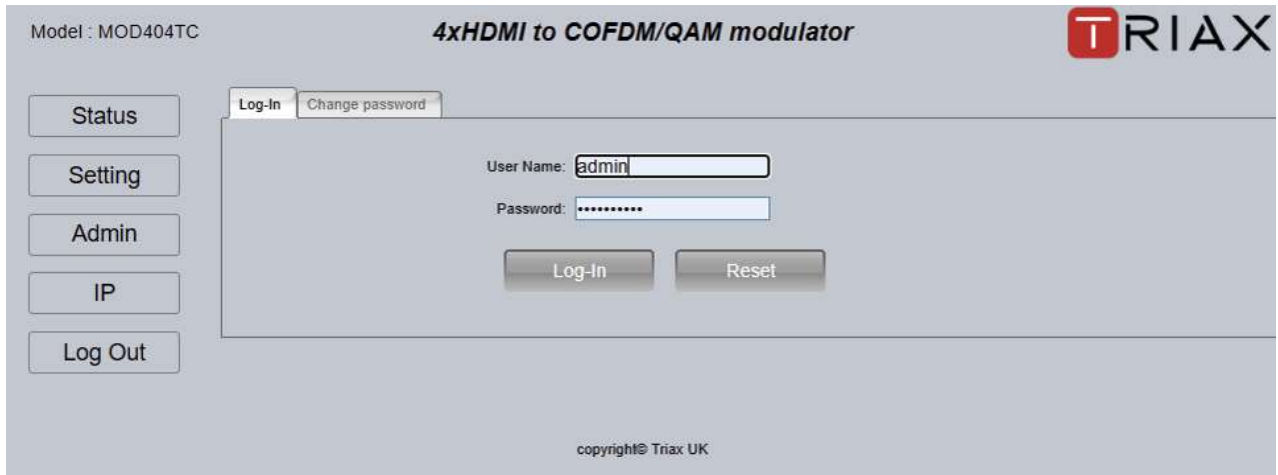 Model : MOD404TC
4xHDMI to COFDM/QAM modulator
TRIAX
Status
Setting
Admin
IP
Log Out
Log-In
Change password
User Name: admin
Password: ••••••••••
Log-In
Reset
copyright© Triax UK